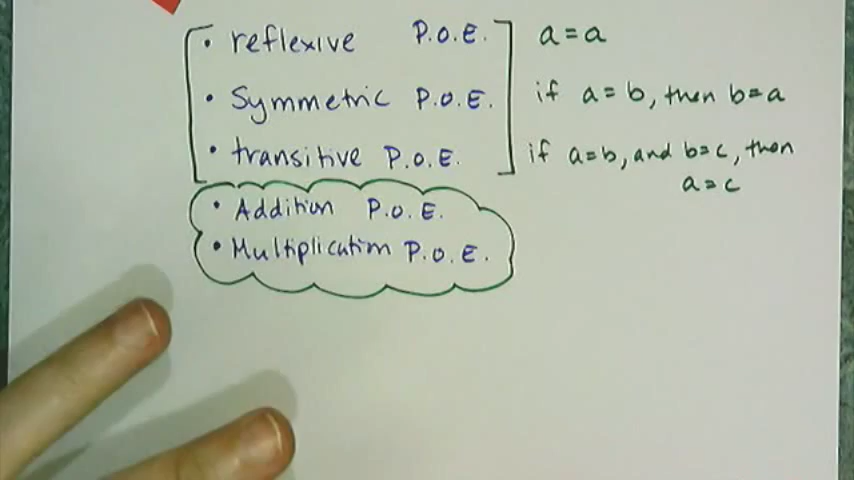 • reflexive P.O.E. a = a
• Symmetric P.O.E. if a = b, then b = a
• transitive P.O.E. if a = b, and b = c, then
a = c
• Addition P.O.E.
• Multiplication P.O.E.